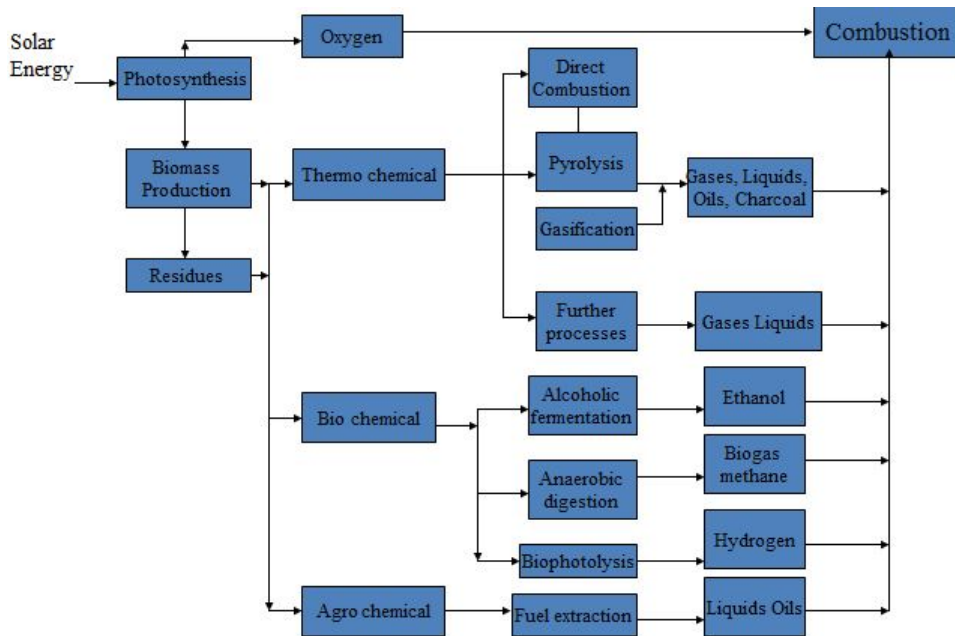 Solar
Energy
Oxygen
Combustion
Photosynthesis
Direct
Combustion
Biomass
Production
Thermo chemical
Pyrolysis
Gases, Liquids,
Oils, Charcoal
Gasification
Residues
Further
processes
Gases Liquids
Bio chemical
Alcoholic
fermentation
Ethanol
Anaerobic
digestion
Biogas
methane
Biophotolysis
Hydrogen
Agro chemical
Fuel extraction
Liquids Oils